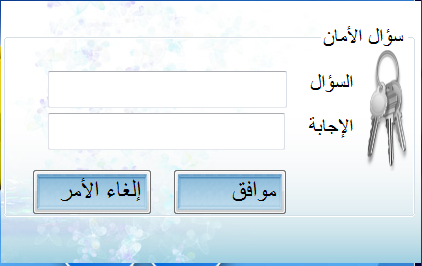 سؤال الأمان
السؤال
الإجابة
موافق
إلغاء الأمر